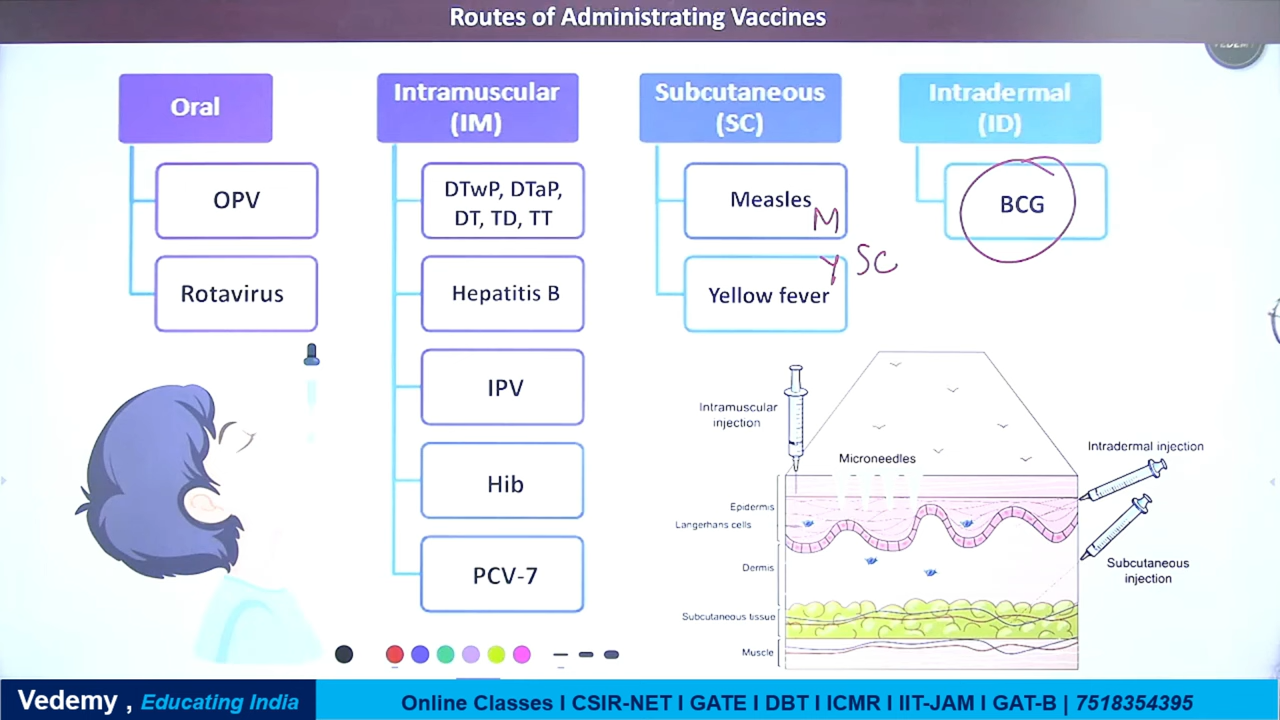 Routes of Administrating Vaccines
VEDEMY
Oral
OPV
Rotavirus
Intramuscular
(IM)
DTwP, DTaP,
DT, TD, TT
Hepatitis B
IPV
Hib
PCV-7
Subcutaneous
(SC)
Measles
M
Y SC
Yellow fever
Intradermal
(ID)
BCG
Intramuscular
injection
Microneedles
Intradermal injection
Epidermis
Langerhans cells
Dermis
Subcutaneous
injection
Subcutaneous tissue
Muscle
Vedemy , Educating India
Online Classes I CSIR-NET I GATE I DBT I ICMR I IIT-JAM I GAT-B | 7518354395